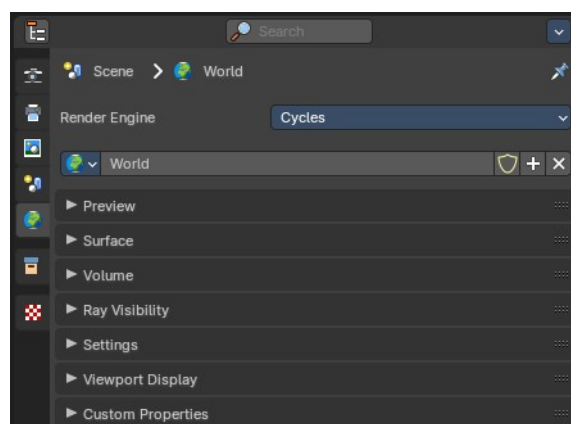 Search
Scene World
Render Engine Cycles
World
Preview
Surface
Volume
Ray Visibility
Settings
Viewport Display
Custom Properties